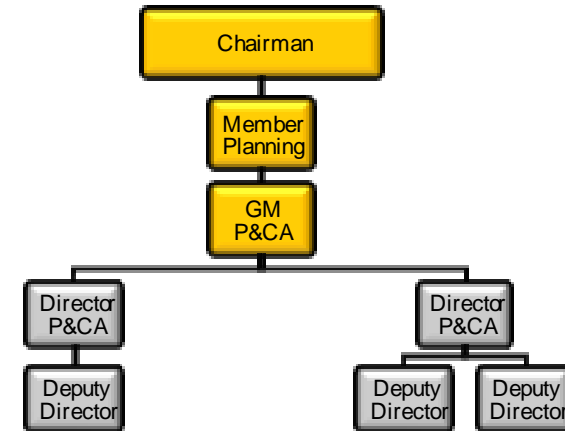 Chairman
Member
Planning
GM
P&CA
Director
P&CA
Director
P&CA
Deputy
Director
Deputy
Director
Deputy
Director